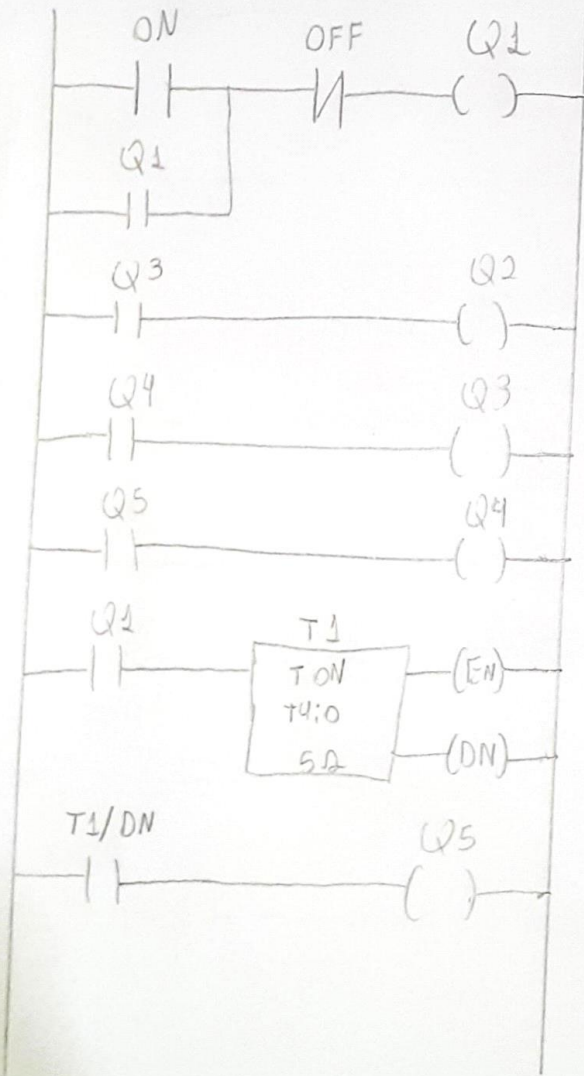 ON OFF Q1
Q1
Q3 Q2
Q4 Q3
Q5 Q4
Q1 T1
TON (EN)
T4:0
5s (DN)
T1/DN Q5